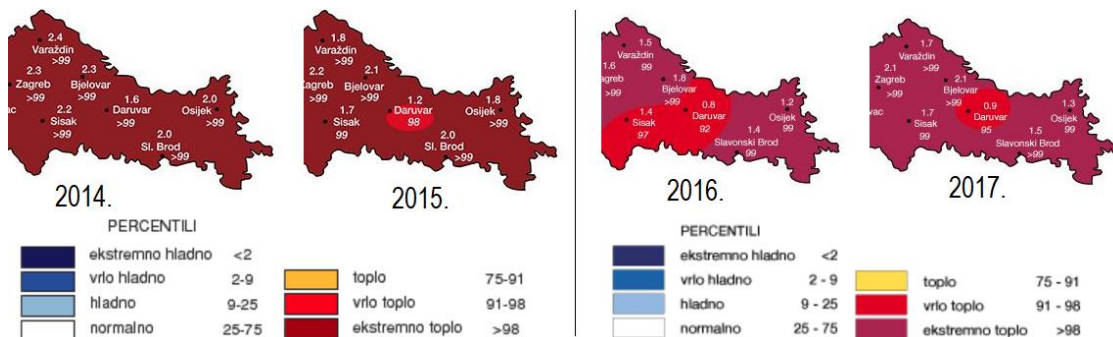 2.4
Varaždin
>99
2.3
Zagreb
>99
2.3
Bjelovar
>99
vac
2.2
Sisak
>99
1.6
Daruvar
>99
2.0
Osijek
>99
2.0
Sl. Brod
>99
2014.
1.8
Varaždin
>99
2.2
Zagreb
>99
2.1
Bjelovar
>99
1.7
Sisak
99
1.2
Daruvar
98
1.8
Osijek
>99
2.0
Sl. Brod
>99
2015.
1.5
Varaždin
99
1.6
Zagreb
>99
1.8
Bjelovar
>99
1.4
Sisak
97
0.8
Daruvar
92
1.2
Osijek
99
1.4
Slavonski Brod
99
2016.
1.7
Varaždin
>99
2.1
Zagreb
>99
2.1
Bjelovar
>99
vac
1.7
Sisak
99
0.9
Daruvar
95
1.3
Osijek
99
1.5
Slavonski Brod
>99
2017.
PERCENTILI
ekstremno hladno <2
vrlo hladno 2-9
hladno 9-25
normalno 25-75
toplo 75-91
vrlo toplo 91-98
ekstremno toplo >98
PERCENTILI
ekstremno hladno <2
vrlo hladno 2 - 9
hladno 9 - 25
normalno 25 - 75
toplo 75 - 91
vrlo toplo 91 - 98
ekstremno toplo >98